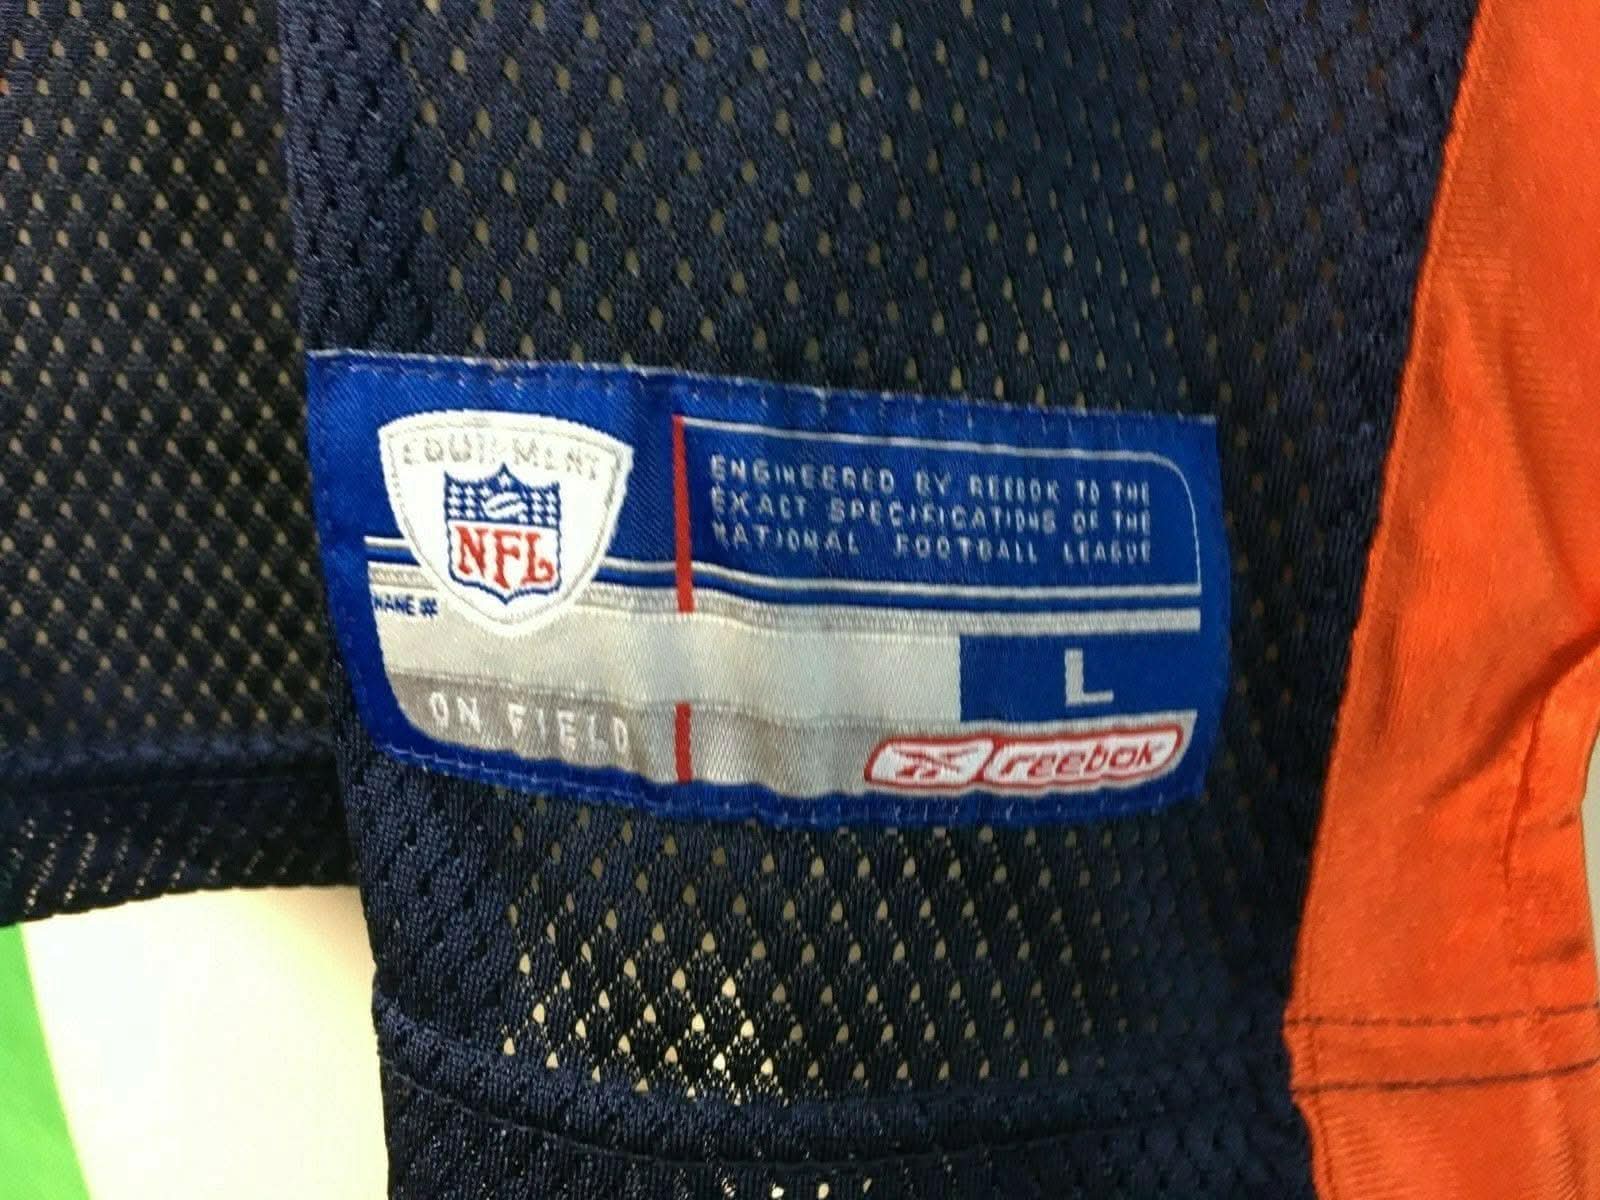 EQUIPMENT
NFL
ENGINEERED BY REEBOK TO THE
EXACT SPECIFICATIONS OF THE
NATIONAL FOOTBALL LEAGUE
NAME #
L
ON FIELD
reebok